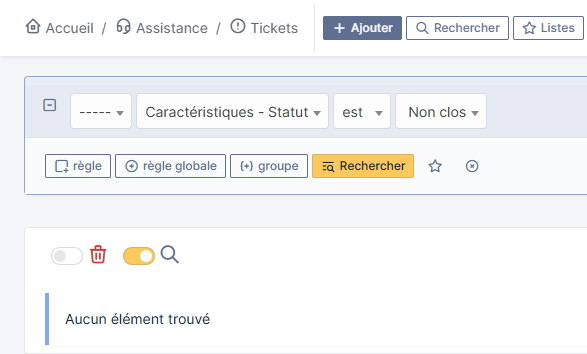 Accueil / Assistance / Tickets + Ajouter Rechercher Listes
----- Caractéristiques - Statut est Non clos
règle règle globale groupe Rechercher
Aucun élément trouvé